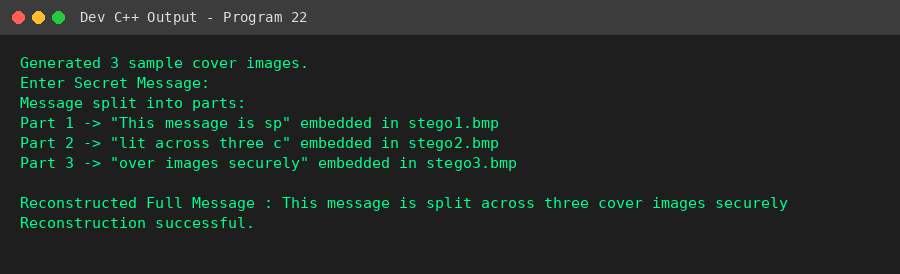 Dev C++ Output - Program 22
Generated 3 sample cover images.
Enter Secret Message:
Message split into parts:
Part 1 -> "This message is sp" embedded in stego1.bmp
Part 2 -> "lit across three c" embedded in stego2.bmp
Part 3 -> "over images securely" embedded in stego3.bmp
Reconstructed Full Message : This message is split across three cover images securely
Reconstruction successful.